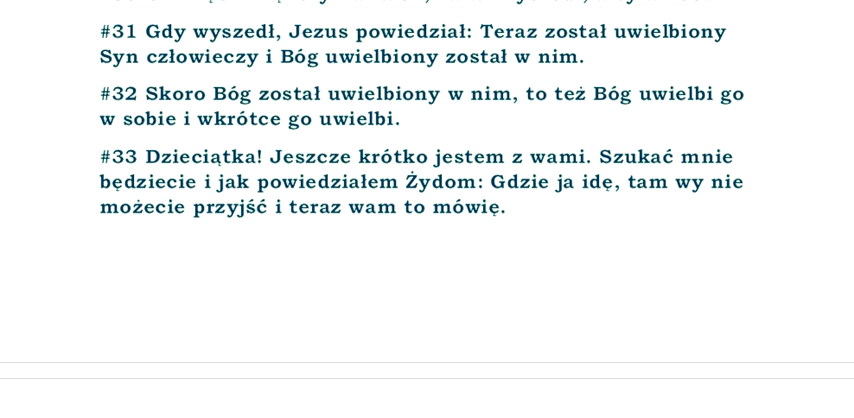 #31 Gdy wyszedł, Jezus powiedział: Teraz został uwielbiony
Syn człowieczy i Bóg uwielbiony został w nim.
#32 Skoro Bóg został uwielbiony w nim, to też Bóg uwielbi go
w sobie i wkrótce go uwielbi.
#33 Dzieciątka! Jeszcze krótko jestem z wami. Szukać mnie
będziecie i jak powiedziałem Żydom: Gdzie ja idę, tam wy nie
możecie przyjść i teraz wam to mówię.